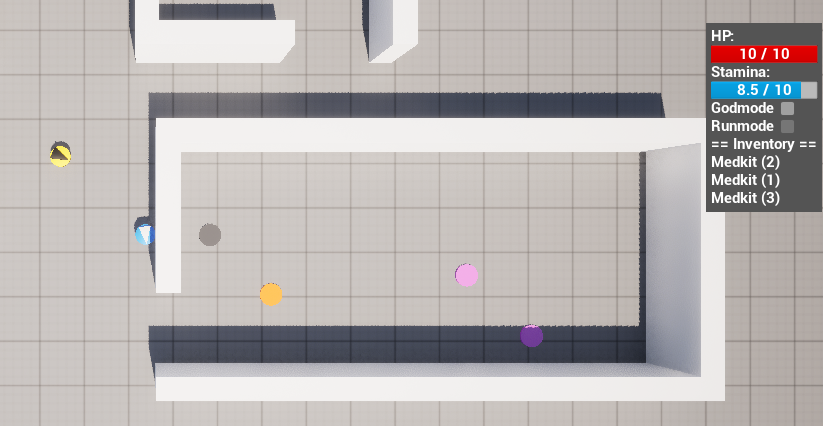 HP:
10 / 10
Stamina:
8.5 / 10
Godmode
Runmode
== Inventory ==
Medkit (2)
Medkit (1)
Medkit (3)